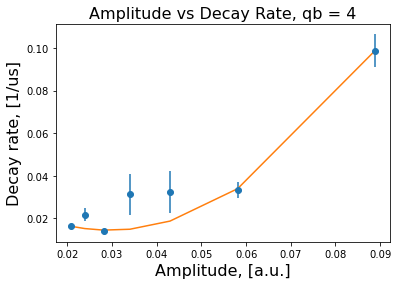 Amplitude vs Decay Rate, qb = 4
Decay rate, [1/us]
0.10
0.08
0.06
0.04
0.02
0.02 0.03 0.04 0.05 0.06 0.07 0.08 0.09
Amplitude, [a.u.]